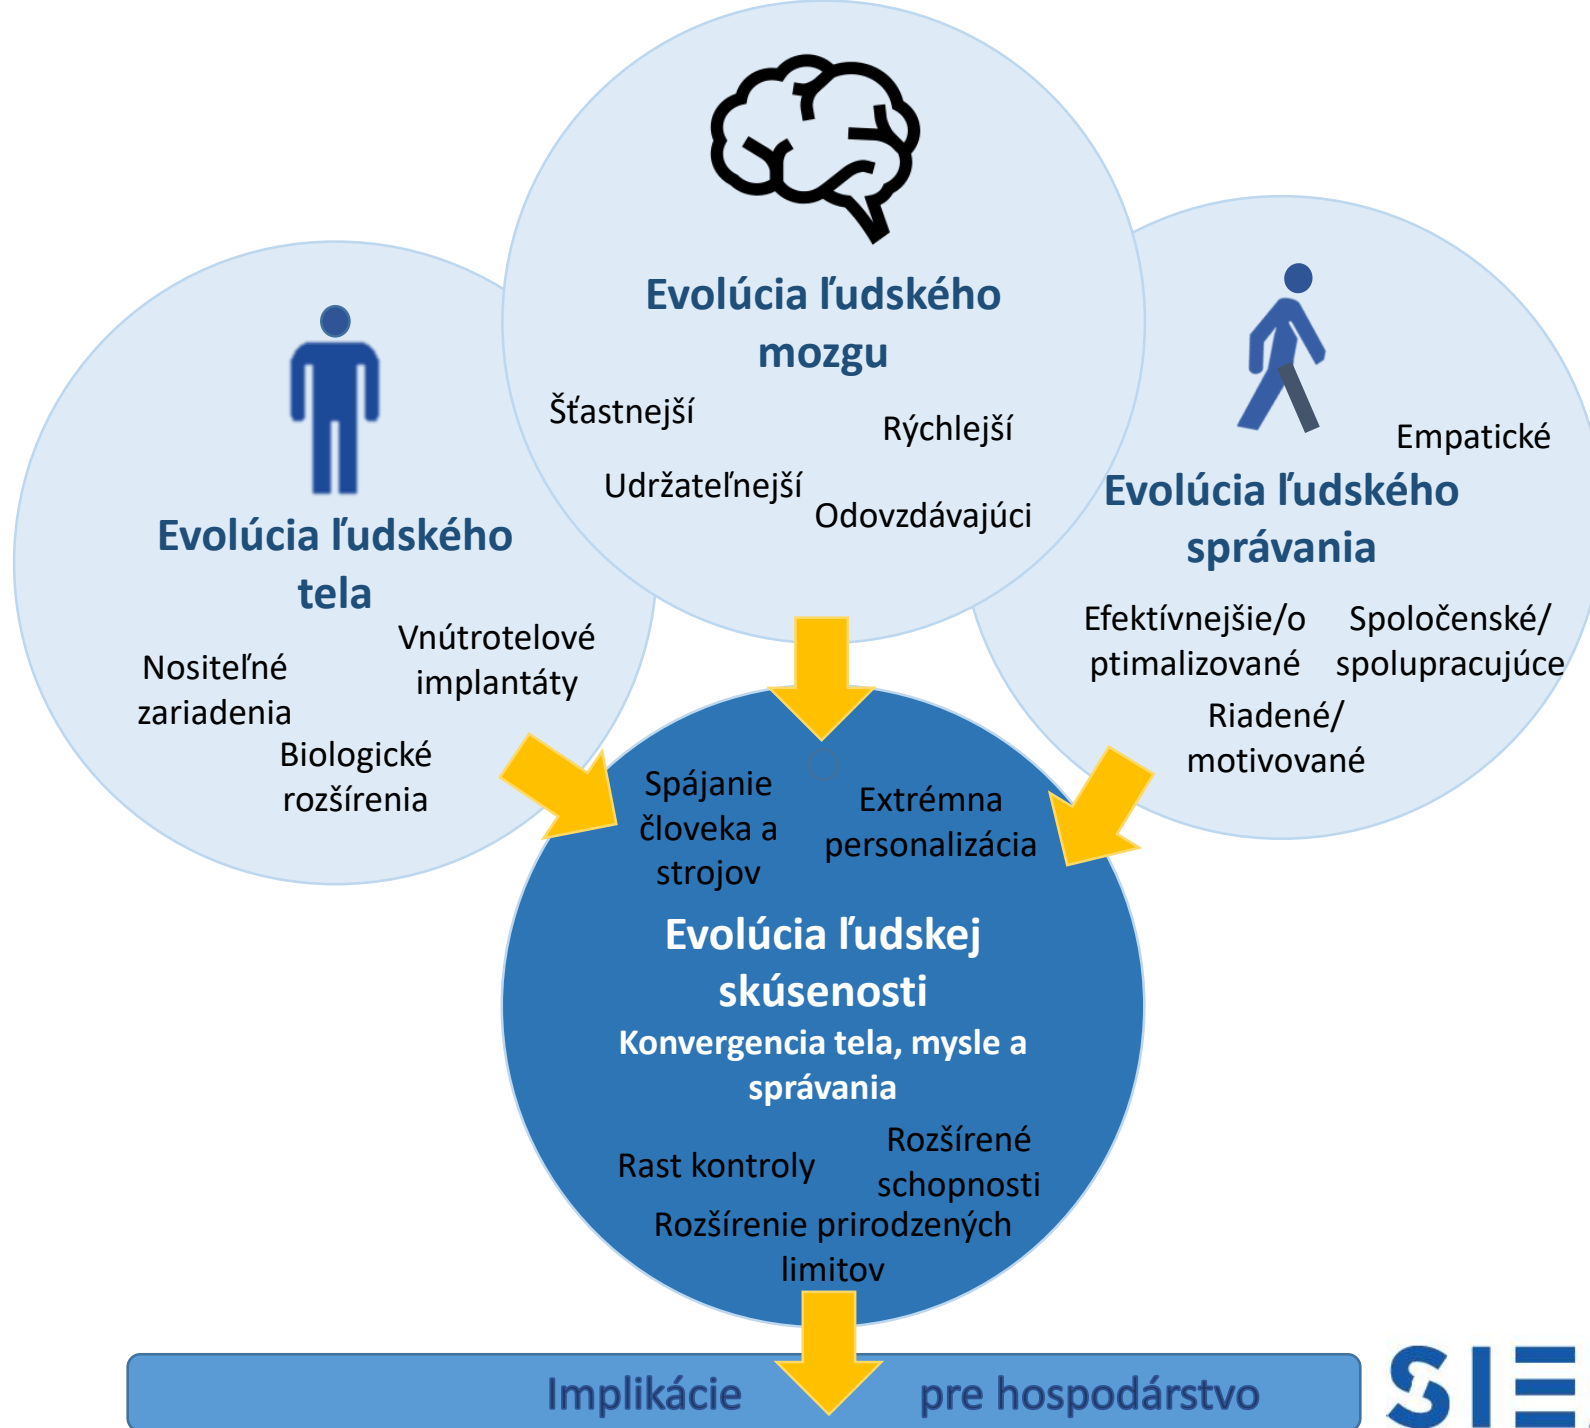 Evolúcia ľudského
mozgu
Šťastnejší
Rýchlejší
Udržateľnejší
Odovzdávajúci
Evolúcia ľudského
tela
Vnútrotelové
implantáty
Nositeľné
zariadenia
Biologické
rozšírenia
Empatické
Evolúcia ľudského
správania
Efektívnejšie/o
ptimalizované
Spoločenské/
spolupracujúce
Riadené/
motivované
Spájanie
človeka a
strojov
Extrémna
personalizácia
Evolúcia ľudskej
skúsenosti
Konvergencia tela, mysle a
správania
Rast kontroly
Rozšírené
schopnosti
Rozšírenie prirodzených
limitov
Implikácie pre hospodárstvo
SIE